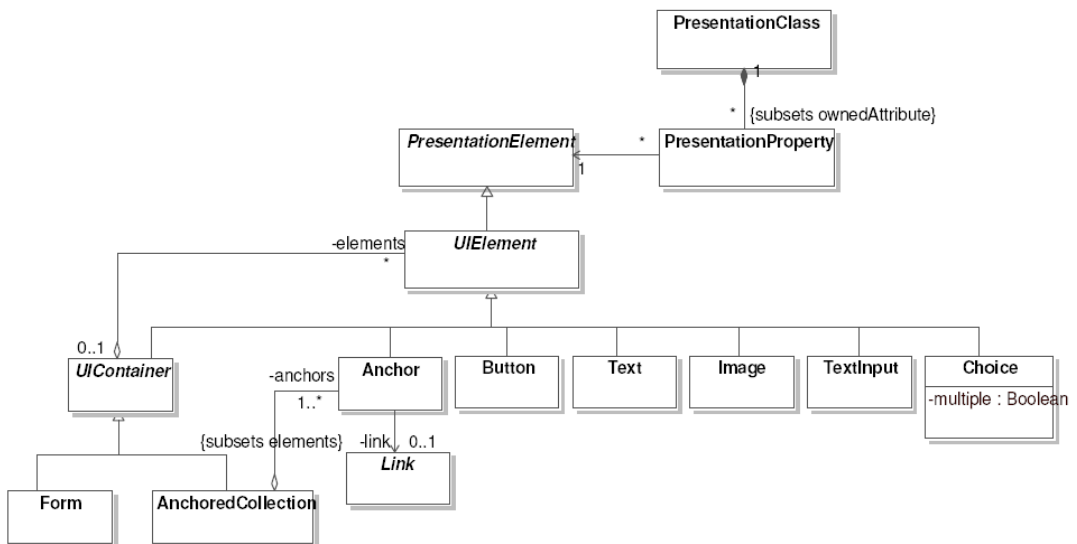 PresentationClass
1
* {subsets ownedAttribute}
PresentationElement
*
PresentationProperty
1
-elements
UIElement
*
0..1
UIContainer
-anchors
Anchor
Button
Text
Image
TextInput
Choice
1..*
-multiple : Boolean
{subsets elements}
-link
0..1
Link
Form
AnchoredCollection